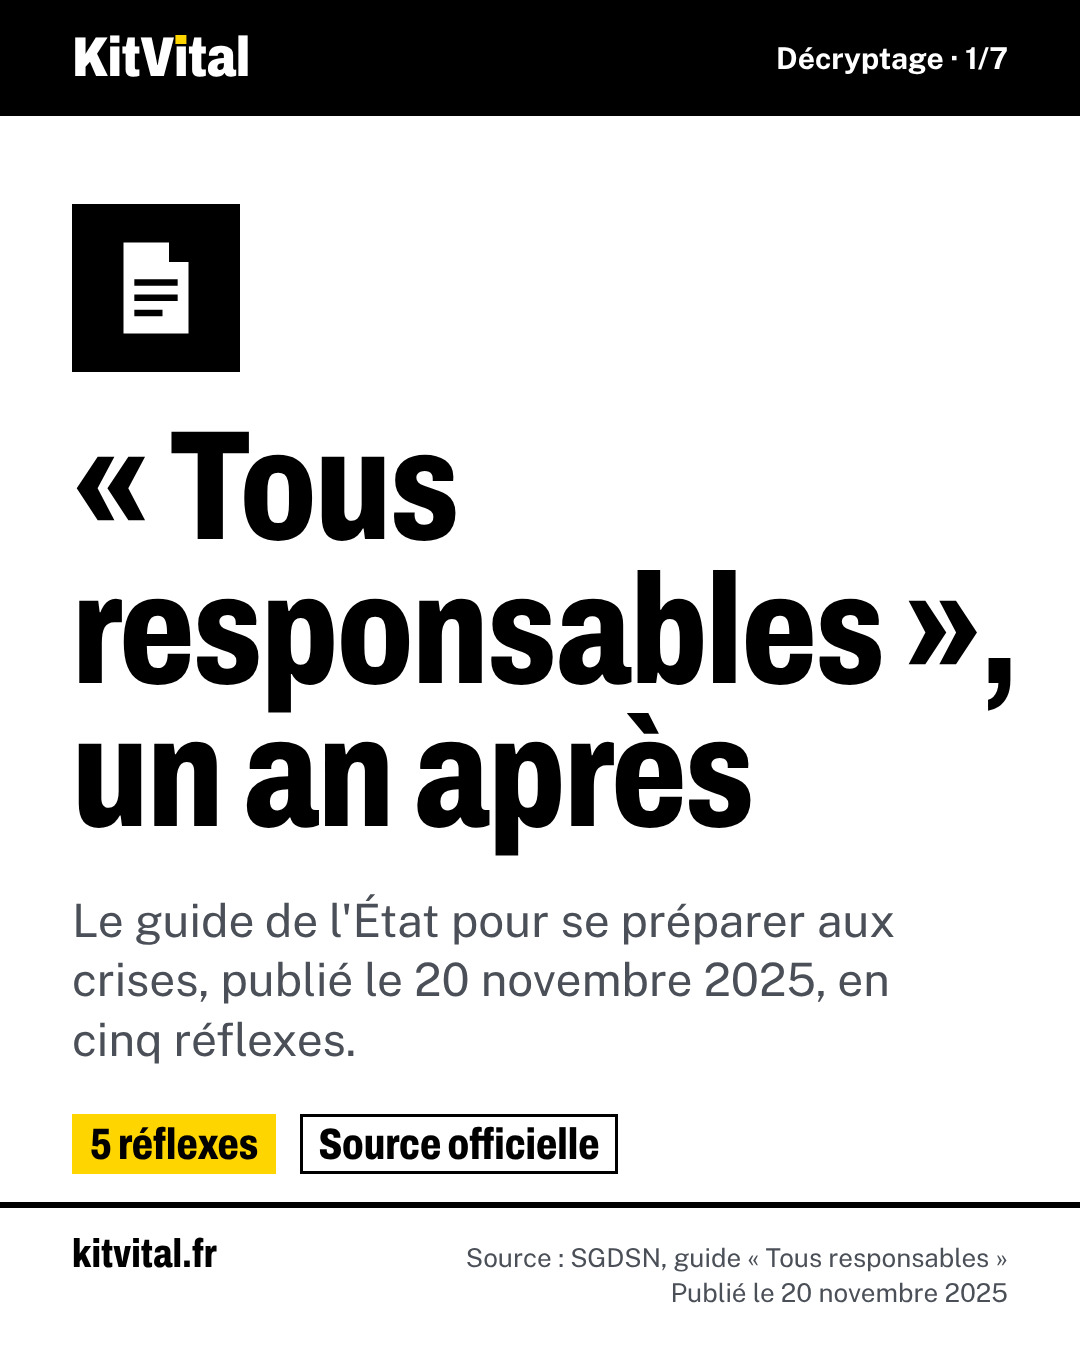 KitVital
Décryptage · 1/7
« Tous
responsables »,
un an après
Le guide de l'État pour se préparer aux
crises, publié le 20 novembre 2025, en
cinq réflexes.
5 réflexes
Source officielle
kitvital.fr
Source : SGDSN, guide « Tous responsables »
Publié le 20 novembre 2025